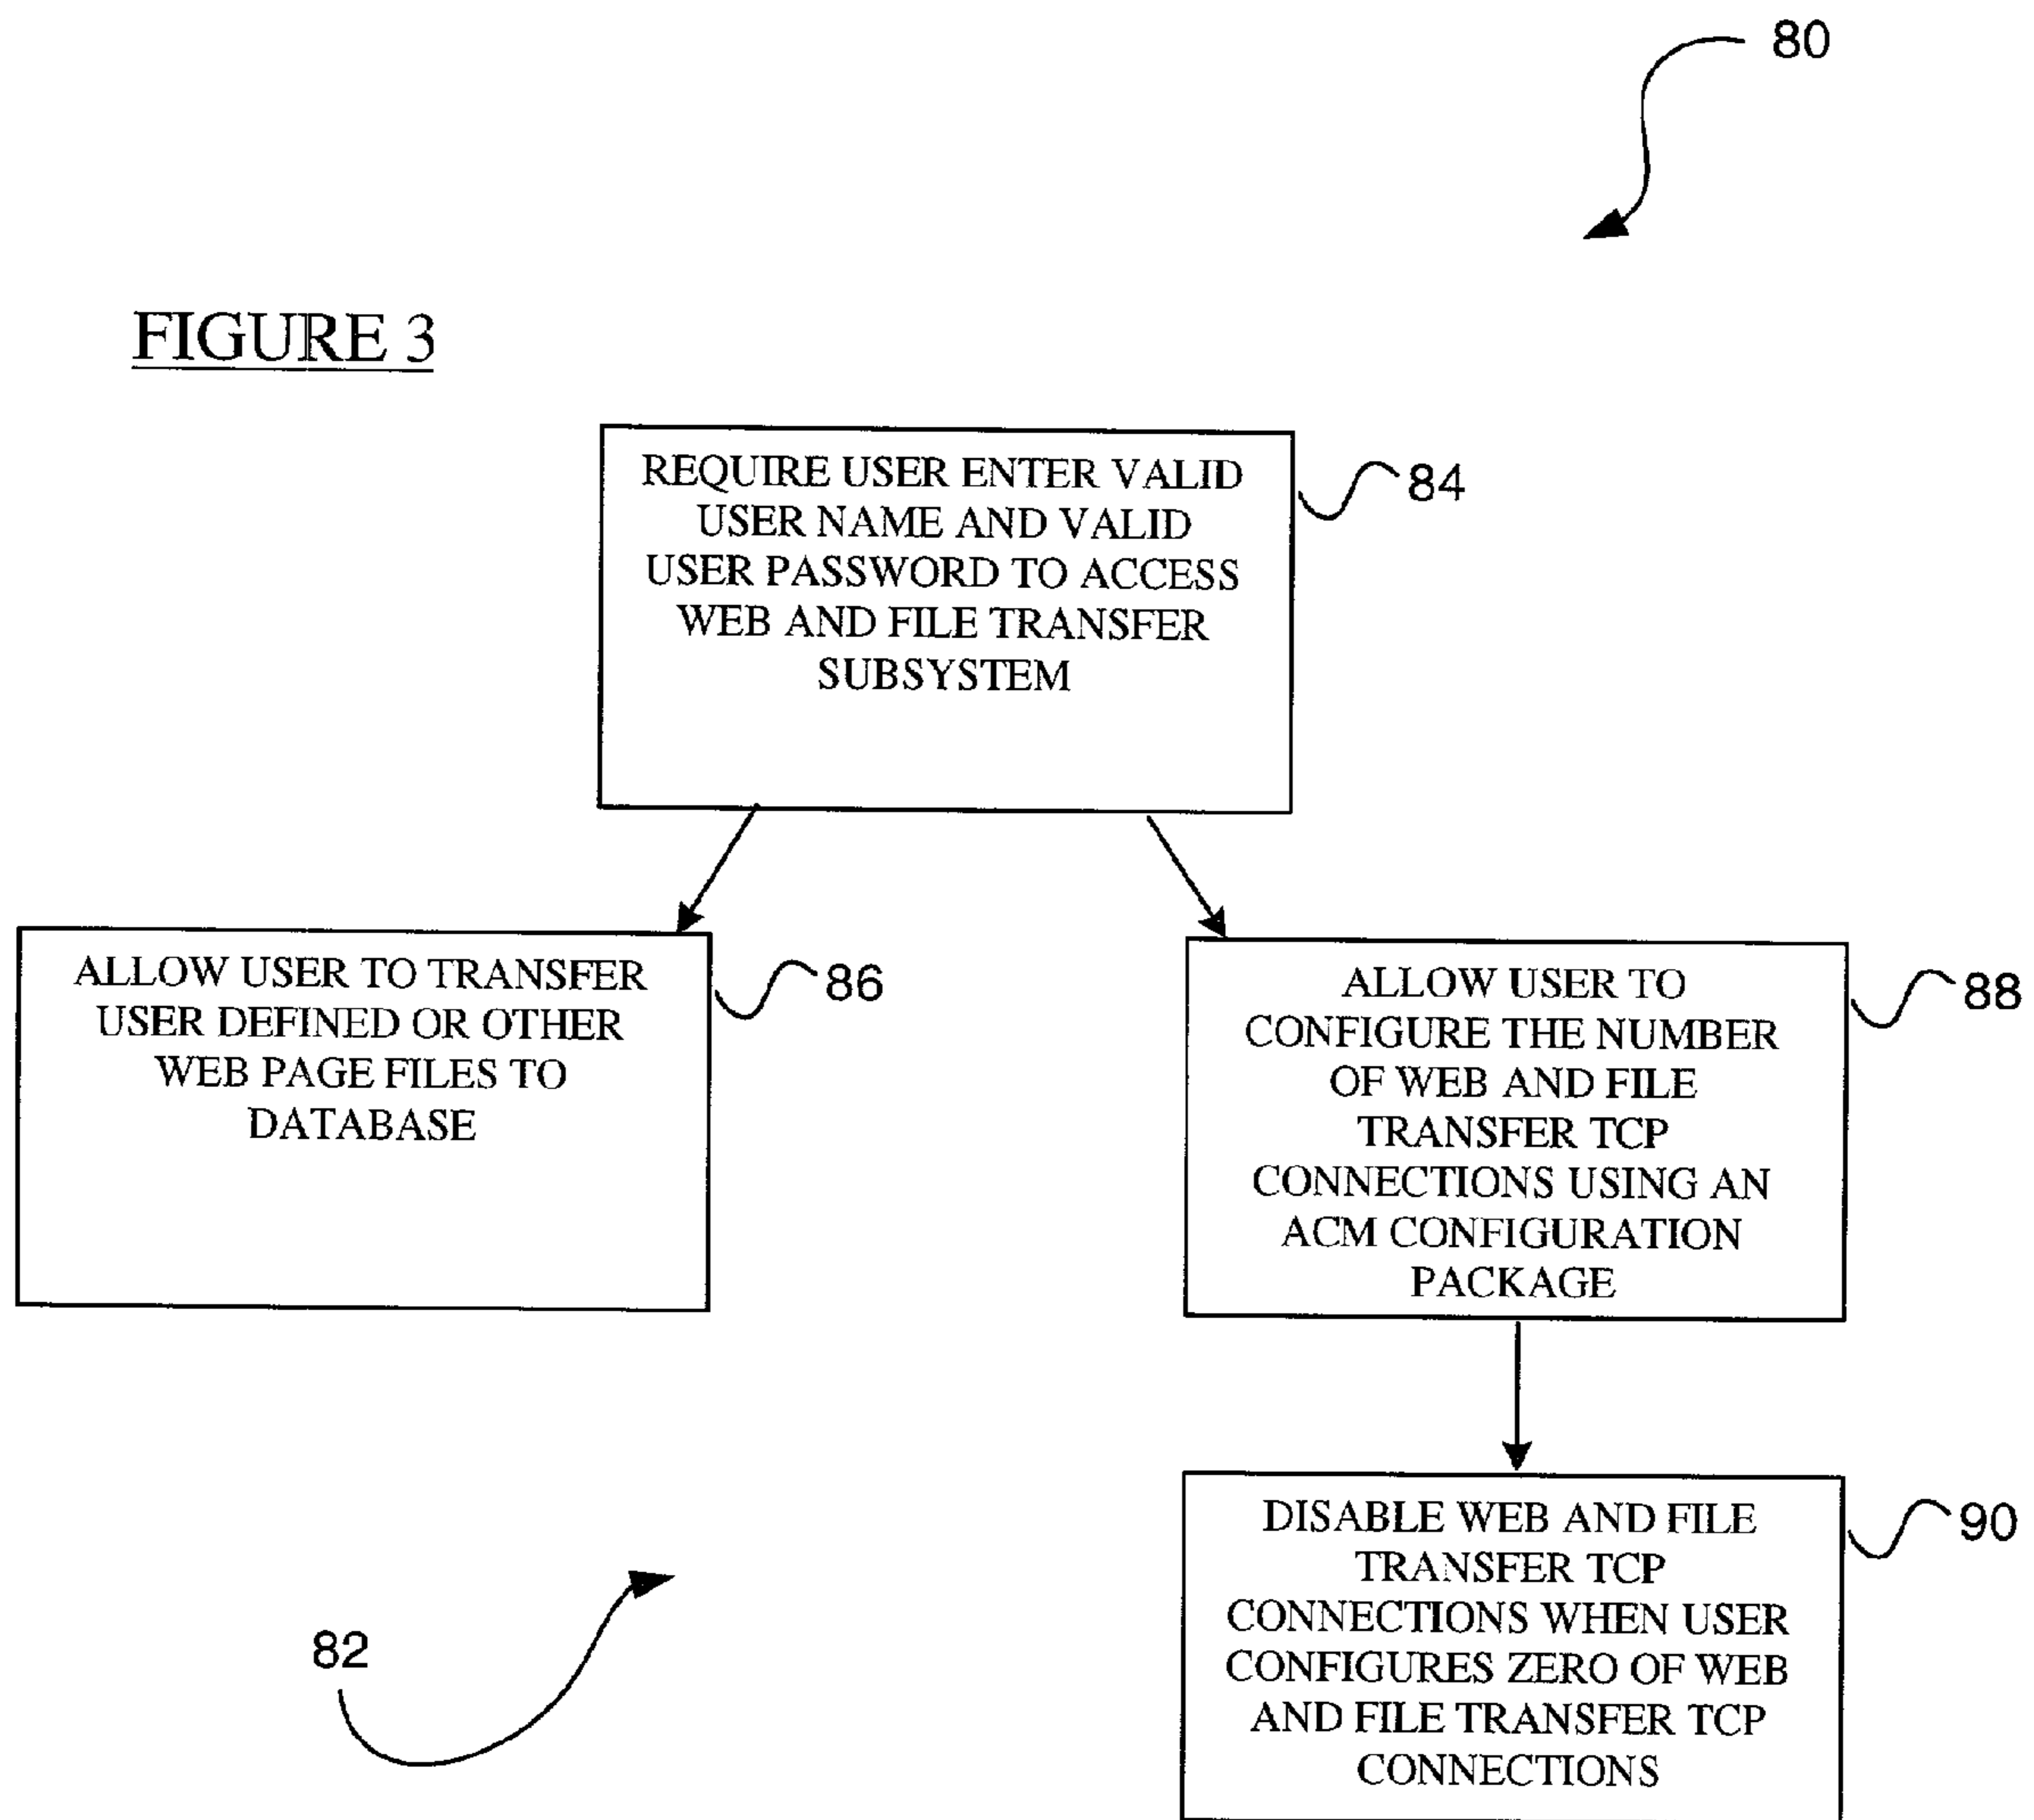 80
FIGURE 3
REQUIRE USER ENTER VALID
USER NAME AND VALID
USER PASSWORD TO ACCESS
WEB AND FILE TRANSFER
SUBSYSTEM
84
ALLOW USER TO TRANSFER
USER DEFINED OR OTHER
WEB PAGE FILES TO
DATABASE
86
ALLOW USER TO
CONFIGURE THE NUMBER
OF WEB AND FILE
TRANSFER TCP
CONNECTIONS USING AN
ACM CONFIGURATION
PACKAGE
88
DISABLE WEB AND FILE
TRANSFER TCP
CONNECTIONS WHEN USER
CONFIGURES ZERO OF WEB
AND FILE TRANSFER TCP
CONNECTIONS
90
82